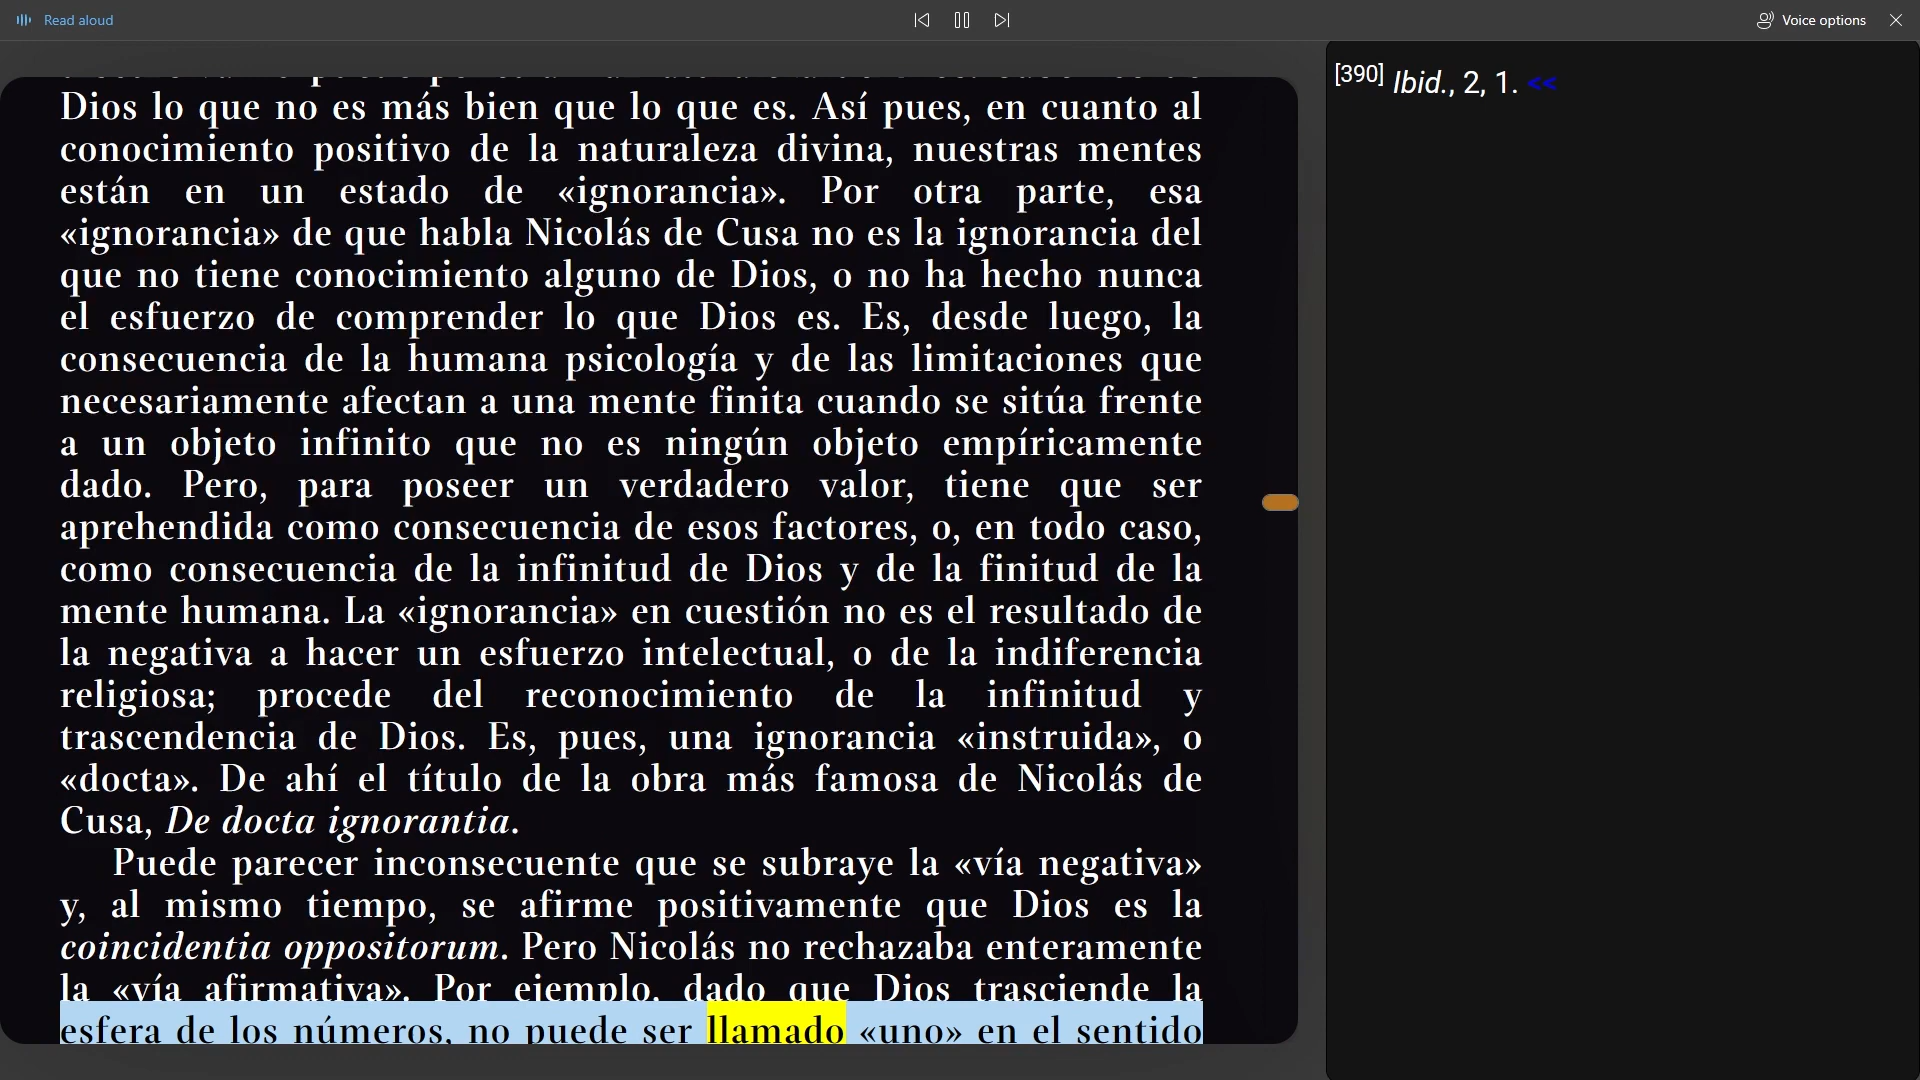 Read aloud
Voice options
Dios lo que no es más bien que lo que es. Así pues, en cuanto al
conocimiento positivo de la naturaleza divina, nuestras mentes
están en un estado de «ignorancia». Por otra parte, esa
«ignorancia» de que habla Nicolás de Cusa no es la ignorancia del
que no tiene conocimiento alguno de Dios, o no ha hecho nunca
el esfuerzo de comprender lo que Dios es. Es, desde luego, la
consecuencia de la humana psicología y de las limitaciones que
necesariamente afectan a una mente finita cuando se sitúa frente
a un objeto infinito que no es ningún objeto empíricamente
dado. Pero, para poseer un verdadero valor, tiene que ser
aprehendida como consecuencia de esos factores, o, en todo caso,
como consecuencia de la infinitud de Dios y de la finitud de la
mente humana. La «ignorancia» en cuestión no es el resultado de
la negativa a hacer un esfuerzo intelectual, o de la indiferencia
religiosa; procede del reconocimiento de la infinitud y
trascendencia de Dios. Es, pues, una ignorancia «instruida», o
«docta». De ahí el título de la obra más famosa de Nicolás de
Cusa, De docta ignorantia.
Puede parecer inconsecuente que se subraye la «vía negativa»
y, al mismo tiempo, se afirme positivamente que Dios es la
coincidentia oppositorum. Pero Nicolás no rechazaba enteramente
la «vía afirmativa». Por ejemplo, dado que Dios trasciende la
esfera de los números, no puede ser llamado «uno» en el sentido
[390] Ibid., 2, 1. <<